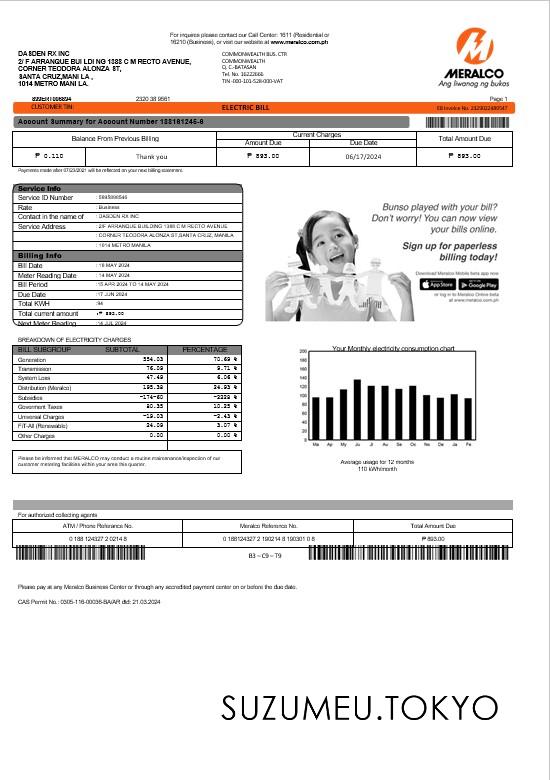 For inquires please contact our Call Center: 1611 (Residential or
16210 (Business), or visit our website at www.meralco.com.ph
DASDEN RX INC
2/ F ARRANQUE BUI LDI NG 1388 C M RECTO AVENUE,
CORNER TEODORA ALONZA ST,
SANTA CRUZ,MANI LA ,
1014 METRO MANI LA.
COMMONWEALTH BUS. CTR
COMMONWEALTH
Q. C.-BATASAN
Tel. No. 16222666
TIN -000-101-528-000-VAT
MERALCO
Ang liwanag ng bukas
2320 38 9561
Page 1
CUSTOMER TIN:
ELECTRIC BILL
EB Invoice No. 2329022480547
Account Summary for Account Number 188181245-8
Balance From Previous Billing
Current Charges
Total Amount Due
Amount Due
Due Date
₱ 0.110
Thank you
₱ 893.00
06/17/2024
₱ 893.00
Payments made after 07/23/2021 will be reflected on your next billing statement.
Service Info
Service ID Number
Rate : Business
Contact in the name of : DASDEN RX INC
Service Address : 2/F ARRANQUE BUILDING 1388 C M RECTO AVENUE
: CORNER TEODORA ALONZA ST,SANTA CRUZ, MANILA
: 1014 METRO MANILA
Billing Info
Bill Date : 16 MAY 2024
Meter Reading Date : 14 MAY 2024
Bill Period : 15 APR 2024 TO 14 MAY 2024
Due Date : 17 JUN 2024
Total KWH : 94
Total current amount : ₱ 893.00
Next Meter Reading : 14 JUL 2024
Bunso played with your bill?
Don't worry! You can now view
your bills online.
Sign up for paperless
billing today!
Download Meralco Mobile beta app now
App Store
Google Play
or log in to Meralco Online beta
at www.meralco.com.ph
BREAKDOWN OF ELECTRICITY CHARGES
BILL SUBGROUP SUBTOTAL PERCENTAGE
Generation 554.03 70.69 %
Transmission 76.09 9.71 %
System Loss 47.49 6.06 %
Distribution (Meralco) 195.38 24.93 %
Subsidies -174-60 -2228 %
Goverment Taxes 80.35 10.25 %
Universal Charges -19.03 -2.43 %
FiT-All (Renewable) 24.09 3.07 %
Other Charges 0.00 0.00 %
Please be informed that MERALCO may conduct a routine maintenance/inspection of our
customer metering facilities within your area this quarter.
Your Monthly electricity consumption chart
200
150
100
50
0
Ma Ap My Ju Jl Au Se Oc No De Ja Fe
Average usage for 12 months
110 kWh/month
For authorized collecting agents
ATM / Phone Reference No.
Meralco Reference No.
Total Amount Due
0 188 124327 2 0214 8
0 188124327 2 190214 8 190301 0 8
₱ 893.00
B3 – C9 – T9
Please pay at any Meralco Business Center or through any accredited payment center on or before the due date.
CAS Permit No.: 0305-116-00036-BA/AR dtd: 21.03.2024
SUZUMEU.TOKYO